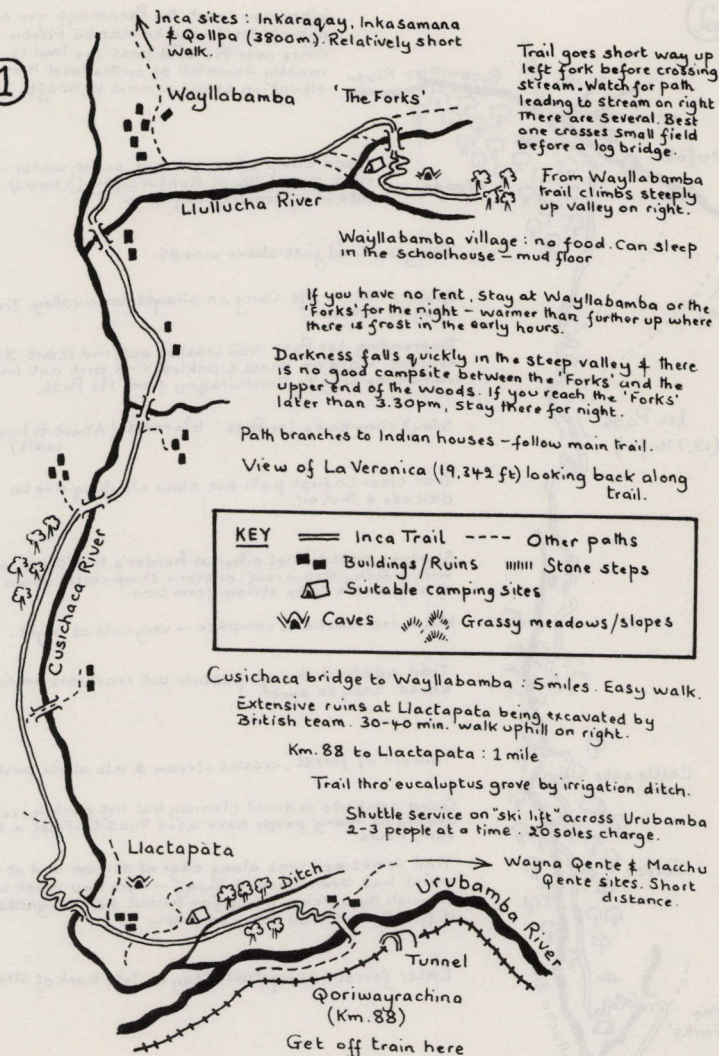 1
Inca sites : Inkaraqay, Inkasamana
& Qollpa (3800m). Relatively short
walk.
Trail goes short way up
left fork before crossing
stream. Watch for path
leading to stream on right
There are several. Best
one crosses small field
before a log bridge.
Wayllabamba
'The Forks'
From Wayllabamba
trail climbs steeply
up valley on right.
Llullucha River
Wayllabamba village : no food. Can sleep
in the schoolhouse – mud floor
If you have no tent, stay at Wayllabamba or the
'Forks' for the night – warmer than further up where
there is frost in the early hours.
Darkness falls quickly in the steep valley & there
is no good campsite between the 'Forks' and the
upper end of the woods. If you reach the 'Forks'
later than 3.30pm, stay there for night.
Path branches to Indian houses – follow main trail.
View of La Veronica (19,342 ft) looking back along
trail.
KEY
Inca Trail
Other paths
Buildings/Ruins
Stone steps
Suitable camping sites
Caves
Grassy meadows/slopes
Cusichaca River
Cusichaca bridge to Wayllabamba : 5 miles. Easy walk.
Extensive ruins at Llactapata being excavated by
British team. 30-40 min. walk uphill on right.
Km. 88 to Llactapata : 1 mile
Trail thro' eucaluptus grove by irrigation ditch.
Shuttle service on "ski lift" across Urubamba
2-3 people at a time. 20 soles charge.
Llactapata
Ditch
Wayna Qente & Macchu
Qente sites. Short
distance.
Urubamba River
Tunnel
Qoriwayrachina
(Km. 88)
Get off train here